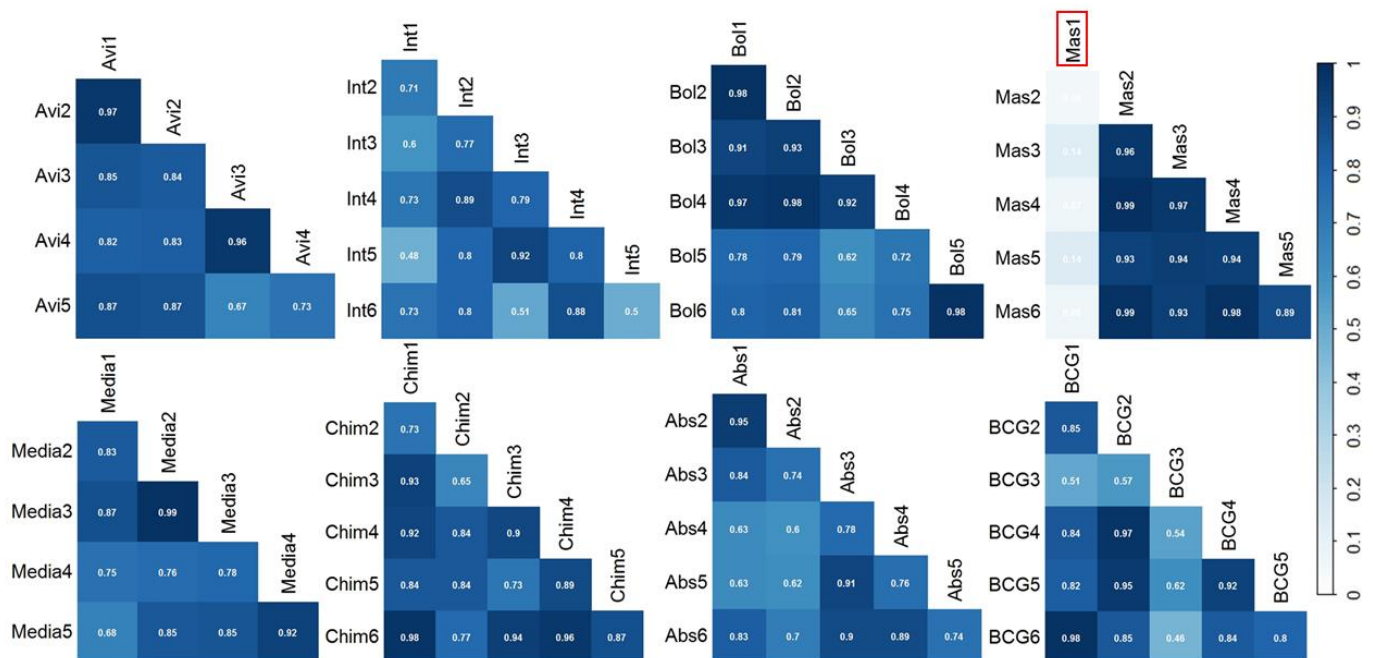 Avi1
Avi2 0.97 Avi2
Avi3 0.85 0.84 Avi3
Avi4 0.82 0.83 0.96 Avi4
Avi5 0.87 0.87 0.67 0.73
Int1
Int2 0.71 Int2
Int3 0.6 0.77 Int3
Int4 0.73 0.89 0.79 Int4
Int5 0.48 0.8 0.92 0.8 Int5
Int6 0.73 0.8 0.51 0.88 0.5
Bol1
Bol2 0.98 Bol2
Bol3 0.91 0.93 Bol3
Bol4 0.97 0.98 0.92 Bol4
Bol5 0.78 0.79 0.62 0.72 Bol5
Bol6 0.8 0.81 0.65 0.75 0.98
Mas1
Mas2 Mas2
Mas3 0.14 0.96 Mas3
Mas4 0.99 0.97 Mas4
Mas5 0.14 0.93 0.94 0.94 Mas5
Mas6 0.99 0.93 0.98 0.89
1
0.9
0.8
0.7
0.6
0.5
0.4
0.3
0.2
0.1
0
Media1
Media2 0.83 Media2
Media3 0.87 0.99 Media3
Media4 0.75 0.76 0.78 Media4
Media5 0.68 0.85 0.85 0.92
Chim1
Chim2 0.73 Chim2
Chim3 0.93 0.65 Chim3
Chim4 0.92 0.84 0.9 Chim4
Chim5 0.84 0.84 0.73 0.89 Chim5
Chim6 0.98 0.77 0.94 0.96 0.87
Abs1
Abs2 0.95 Abs2
Abs3 0.84 0.74 Abs3
Abs4 0.63 0.6 0.78 Abs4
Abs5 0.63 0.62 0.91 0.76 Abs5
Abs6 0.83 0.7 0.9 0.89 0.74
BCG1
BCG2 0.85 BCG2
BCG3 0.51 0.57 BCG3
BCG4 0.84 0.97 0.54 BCG4
BCG5 0.82 0.95 0.62 0.92 BCG5
BCG6 0.98 0.85 0.46 0.84 0.8